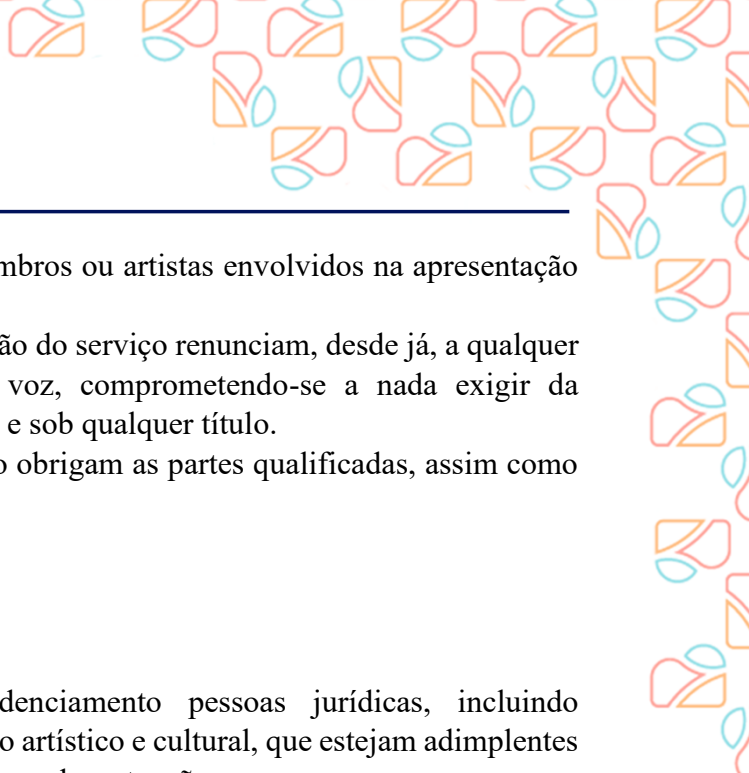 mbros ou artistas envolvidos na apresentação
ão do serviço renunciam, desde já, a qualquer
voz, comprometendo-se a nada exigir da
e sob qualquer título.
o obrigam as partes qualificadas, assim como
denciamento pessoas jurídicas, incluindo
o artístico e cultural, que estejam adimplentes